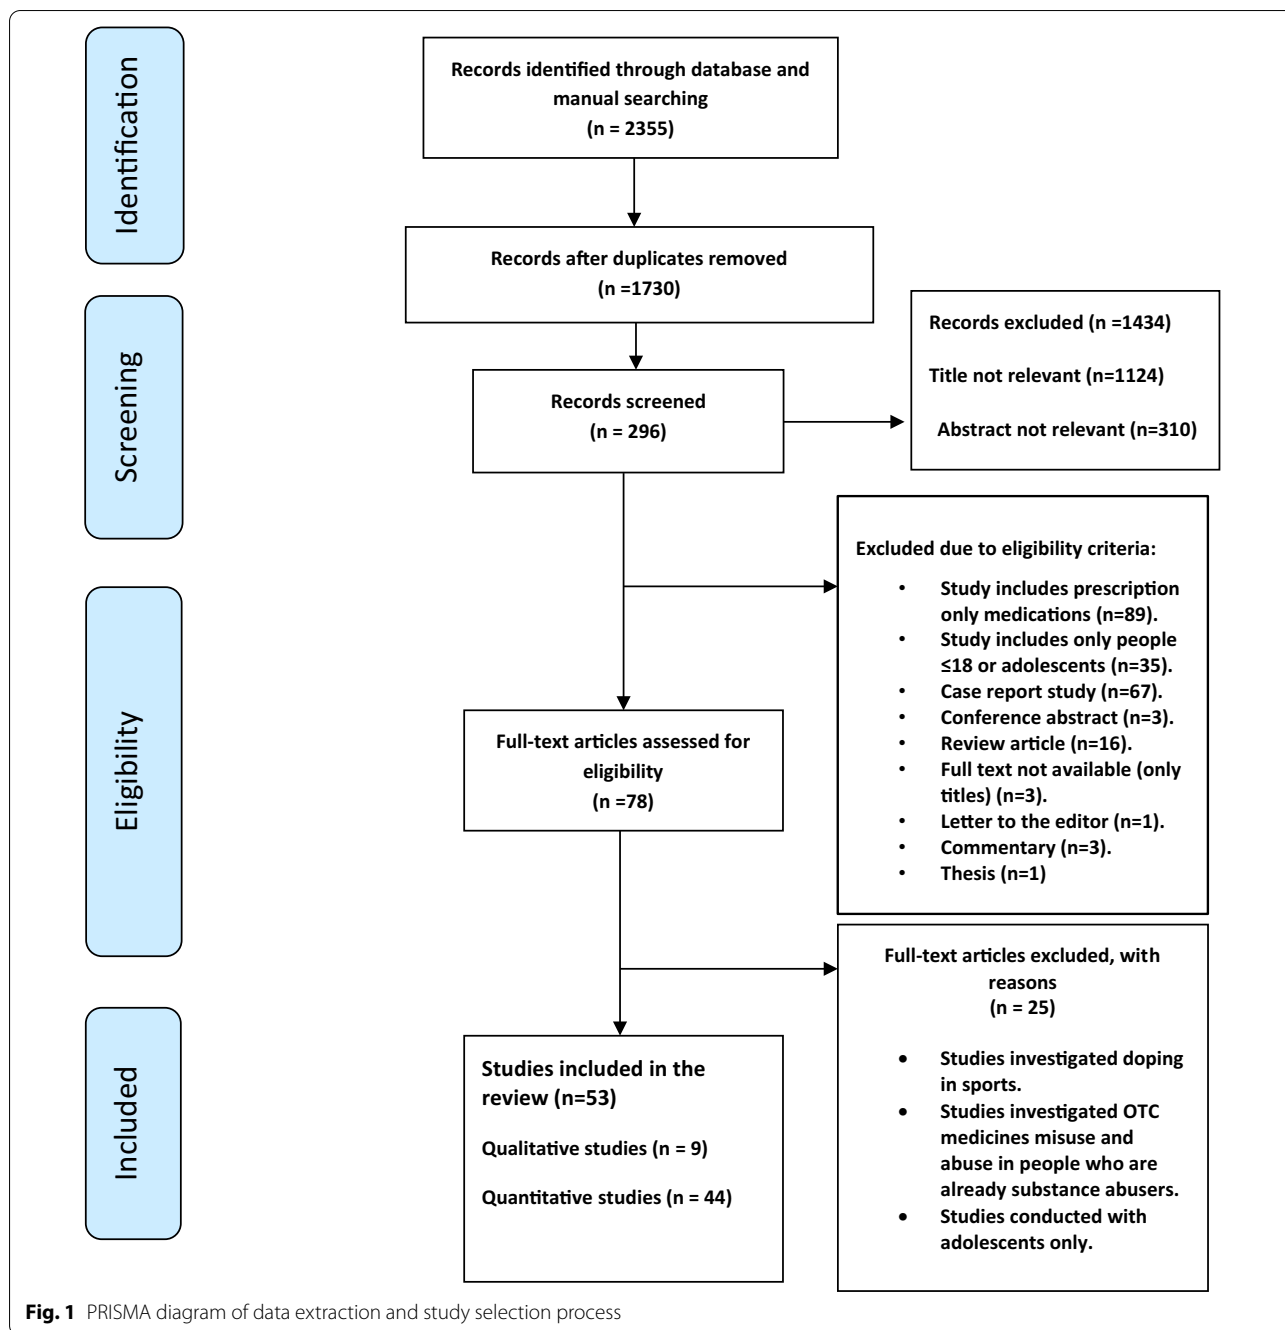 Identification
Records identified through database and
manual searching
(n = 2355)
Records after duplicates removed
(n =1730)
Screening
Records screened
(n = 296)
Records excluded (n =1434)
Title not relevant (n=1124)
Abstract not relevant (n=310)
Eligibility
Excluded due to eligibility criteria:
• Study includes prescription
only medications (n=89).
• Study includes only people
≤18 or adolescents (n=35).
• Case report study (n=67).
• Conference abstract (n=3).
• Review article (n=16).
• Full text not available (only
titles) (n=3).
• Letter to the editor (n=1).
• Commentary (n=3).
• Thesis (n=1)
Full-text articles assessed for
eligibility
(n =78)
Full-text articles excluded, with
reasons
(n = 25)
• Studies investigated doping
in sports.
• Studies investigated OTC
medicines misuse and
abuse in people who are
already substance abusers.
• Studies conducted with
adolescents only.
Included
Studies included in the
review (n=53)
Qualitative studies (n = 9)
Quantitative studies (n = 44)
Fig. 1 PRISMA diagram of data extraction and study selection process